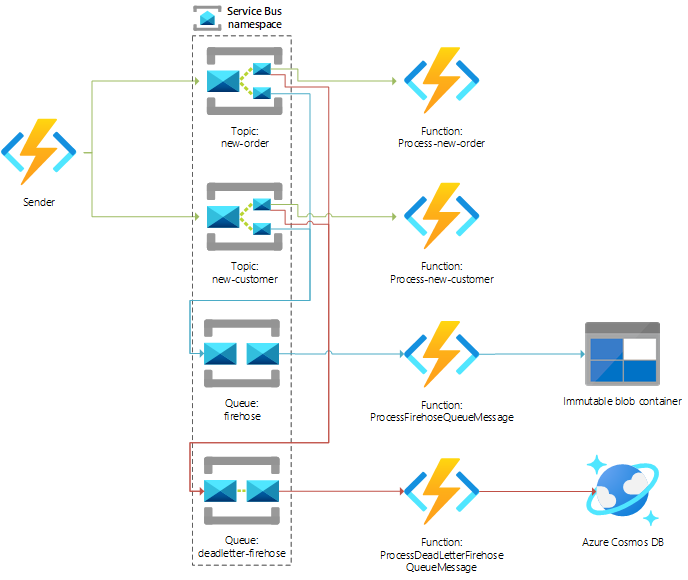 Service Bus
namespace
Topic:
new-order
Function:
Process-new-order
Sender
Topic:
new-customer
Function:
Process-new-customer
Queue:
firehose
Function:
ProcessFirehoseQueueMessage
Immutable blob container
Queue:
deadletter-firehose
Function:
ProcessDeadLetterFirehose
QueueMessage
Azure Cosmos DB